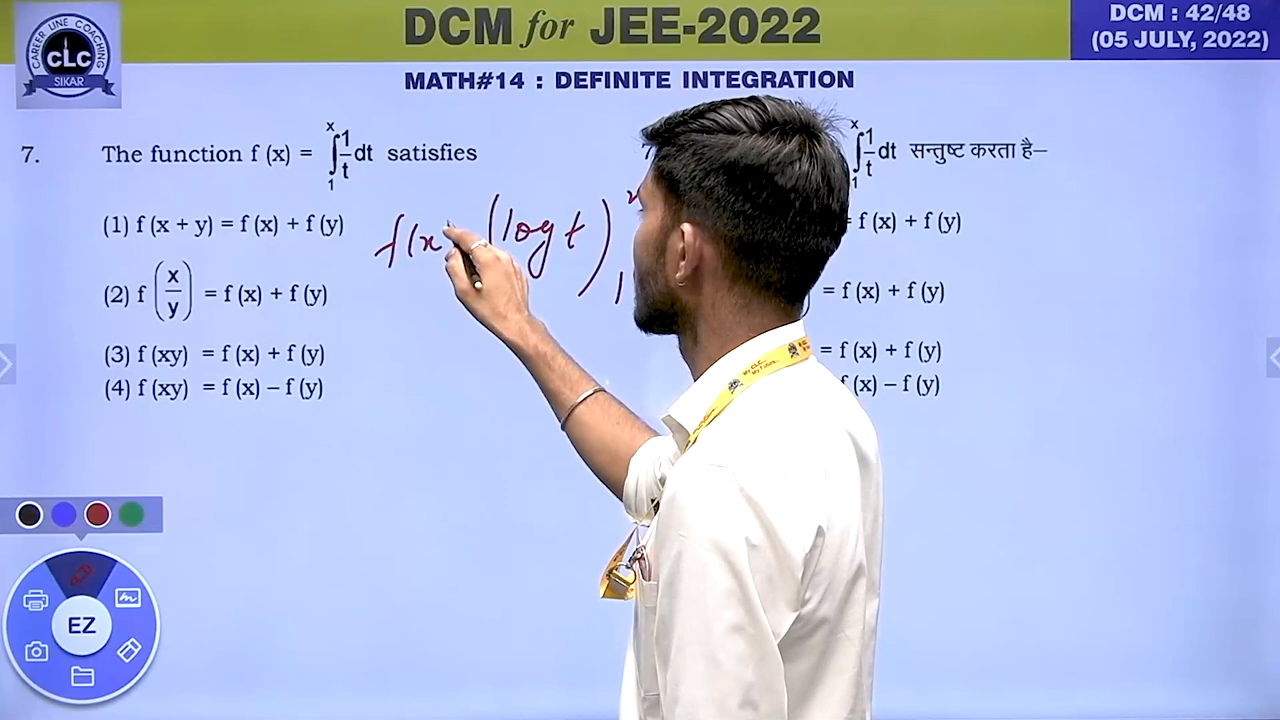 CAREER LINE COACHING
CLC
SIKAR
DCM for JEE-2022
DCM : 42/48
(05 JULY, 2022)
MATH#14 : DEFINITE INTEGRATION
7. The function f (x) = ∫₁ˣ 1/t dt satisfies
(1) f (x + y) = f (x) + f (y)
(2) f (x/y) = f (x) + f (y)
(3) f (xy) = f (x) + f (y)
(4) f (xy) = f (x) – f (y)
f(x) (log t)
1
∫₁ˣ 1/t dt सन्तुष्ट करता है–
= f (x) + f (y)
= f (x) + f (y)
= f (x) + f (y)
f (x) – f (y)
EZ